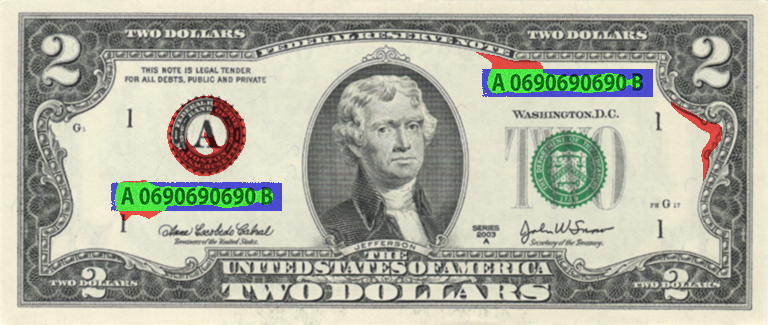 TWO DOLLARS
TWO DOLLARS
2
2
FEDERAL RESERVE NOTE
THIS NOTE IS LEGAL TENDER
FOR ALL DEBTS, PUBLIC AND PRIVATE
A 0690690690 B
G1
1
WASHINGTON, D.C.
1
A
TWO
A 0690690690 B
FW G 17
1
1
SERIES
2003
A
Treasurer of the United States.
Secretary of the Treasury.
JEFFERSON
THE
UNITED STATES OF AMERICA
TWO DOLLARS
2
TWO DOLLARS
2
TWO DOLLARS